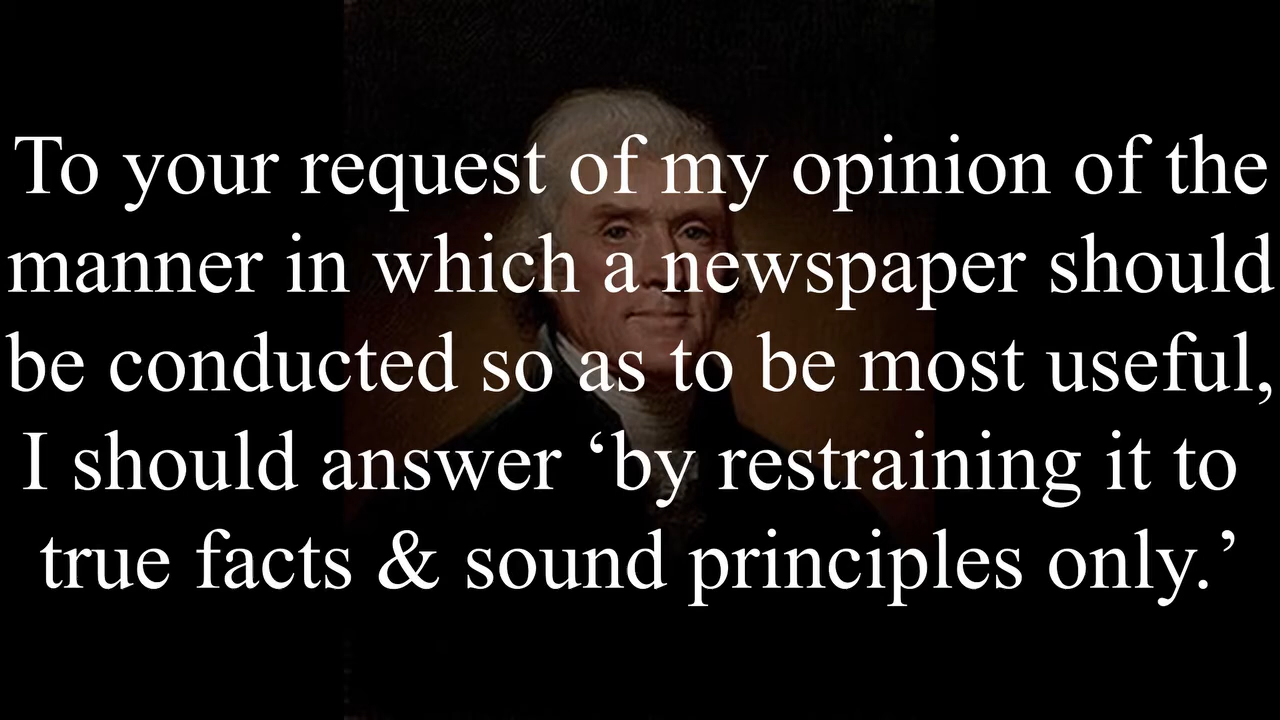 To your request of my opinion of the
manner in which a newspaper should
be conducted so as to be most useful,
I should answer ‘by restraining it to
true facts & sound principles only.’